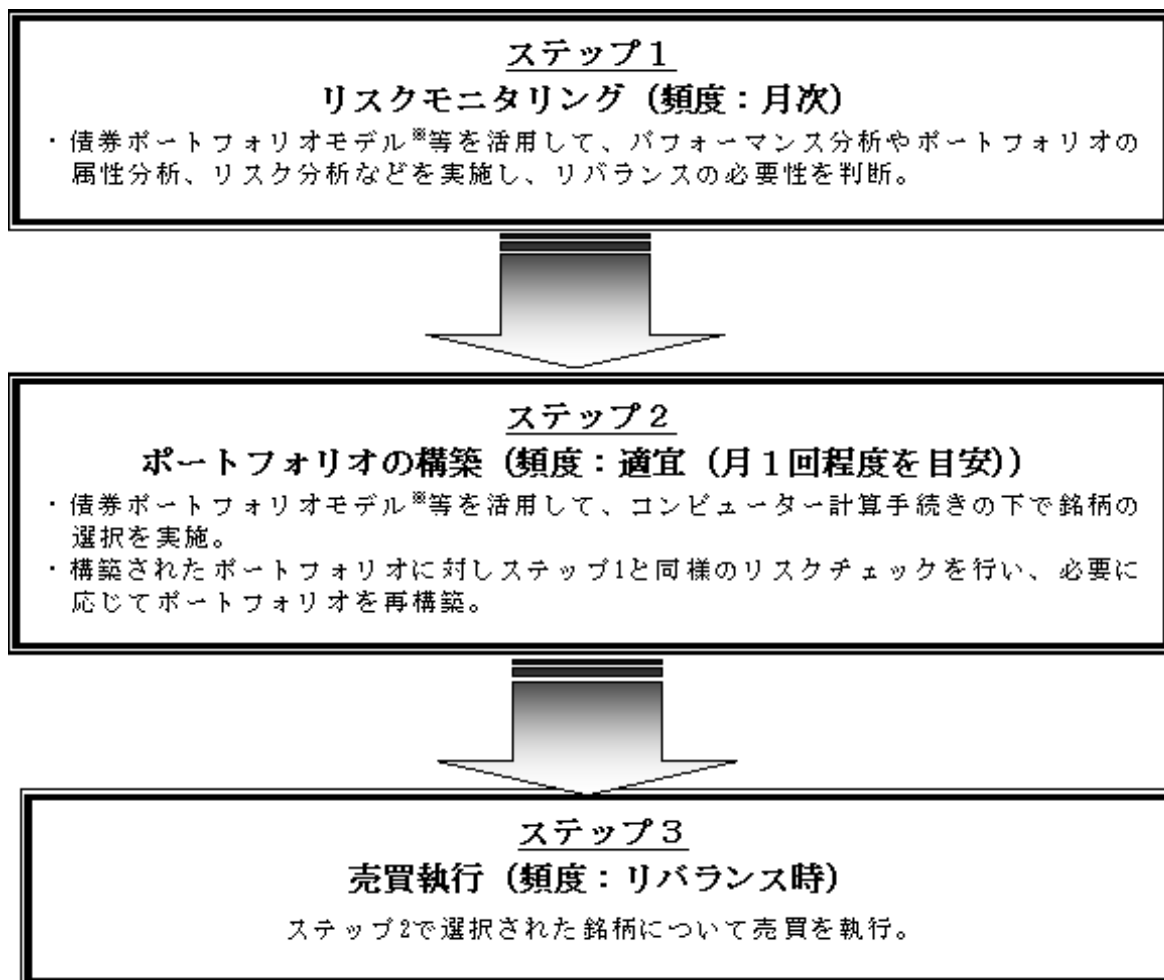 ステップ１
リスクモニタリング（頻度：月次）
・債券ポートフォリオモデル※等を活用して、パフォーマンス分析やポートフォリオの
属性分析、リスク分析などを実施し、リバランスの必要性を判断。
ステップ２
ポートフォリオの構築（頻度：適宜（月１回程度を目安））
・債券ポートフォリオモデル※等を活用して、コンピューター計算手続きの下で銘柄の
選択を実施。
・構築されたポートフォリオに対しステップ1と同様のリスクチェックを行い、必要に
応じてポートフォリオを再構築。
ステップ３
売買執行（頻度：リバランス時）
ステップ2で選択された銘柄について売買を執行。